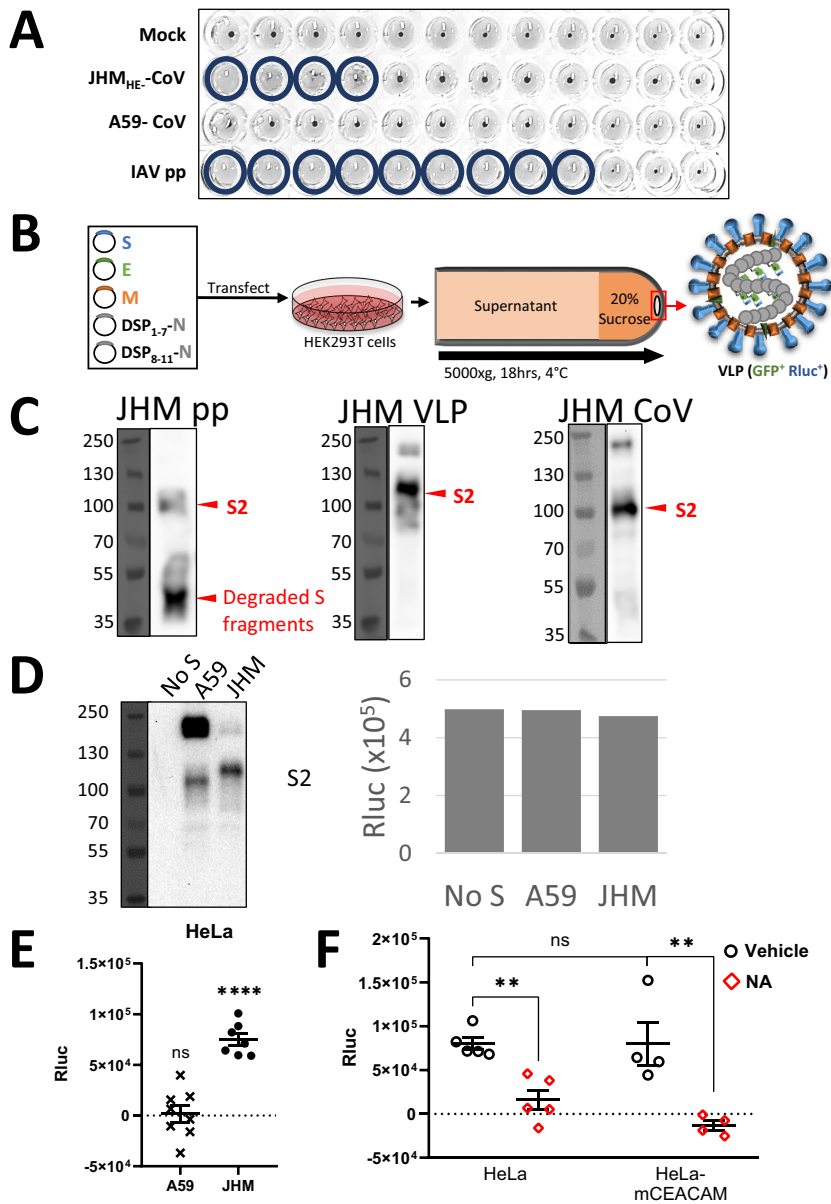 A
Mock
JHMHE--CoV
A59- CoV
IAV pp
B
S
E
M
DSP1-7-N
DSP8-11-N
Transfect
HEK293T cells
Supernatant
20%
Sucrose
5000xg, 18hrs, 4°C
VLP (GFP+ Rluc+)
C
JHM pp
250
130
100
70
55
35
S2
Degraded S
fragments
JHM VLP
250
130
100
70
55
35
S2
JHM CoV
250
130
100
70
55
35
S2
D
No S
A59
JHM
250
130
100
70
55
35
S2
Rluc (x10⁵)
6
4
2
0
No S
A59
JHM
E
HeLa
Rluc
1.5×10⁵
1×10⁵
5×10⁴
0
-5×10⁴
ns
****
A59
JHM
F
Rluc
2×10⁵
1.5×10⁵
1×10⁵
5×10⁴
0
-5×10⁴
ns
**
**
Vehicle
NA
HeLa
HeLa-
mCEACAM